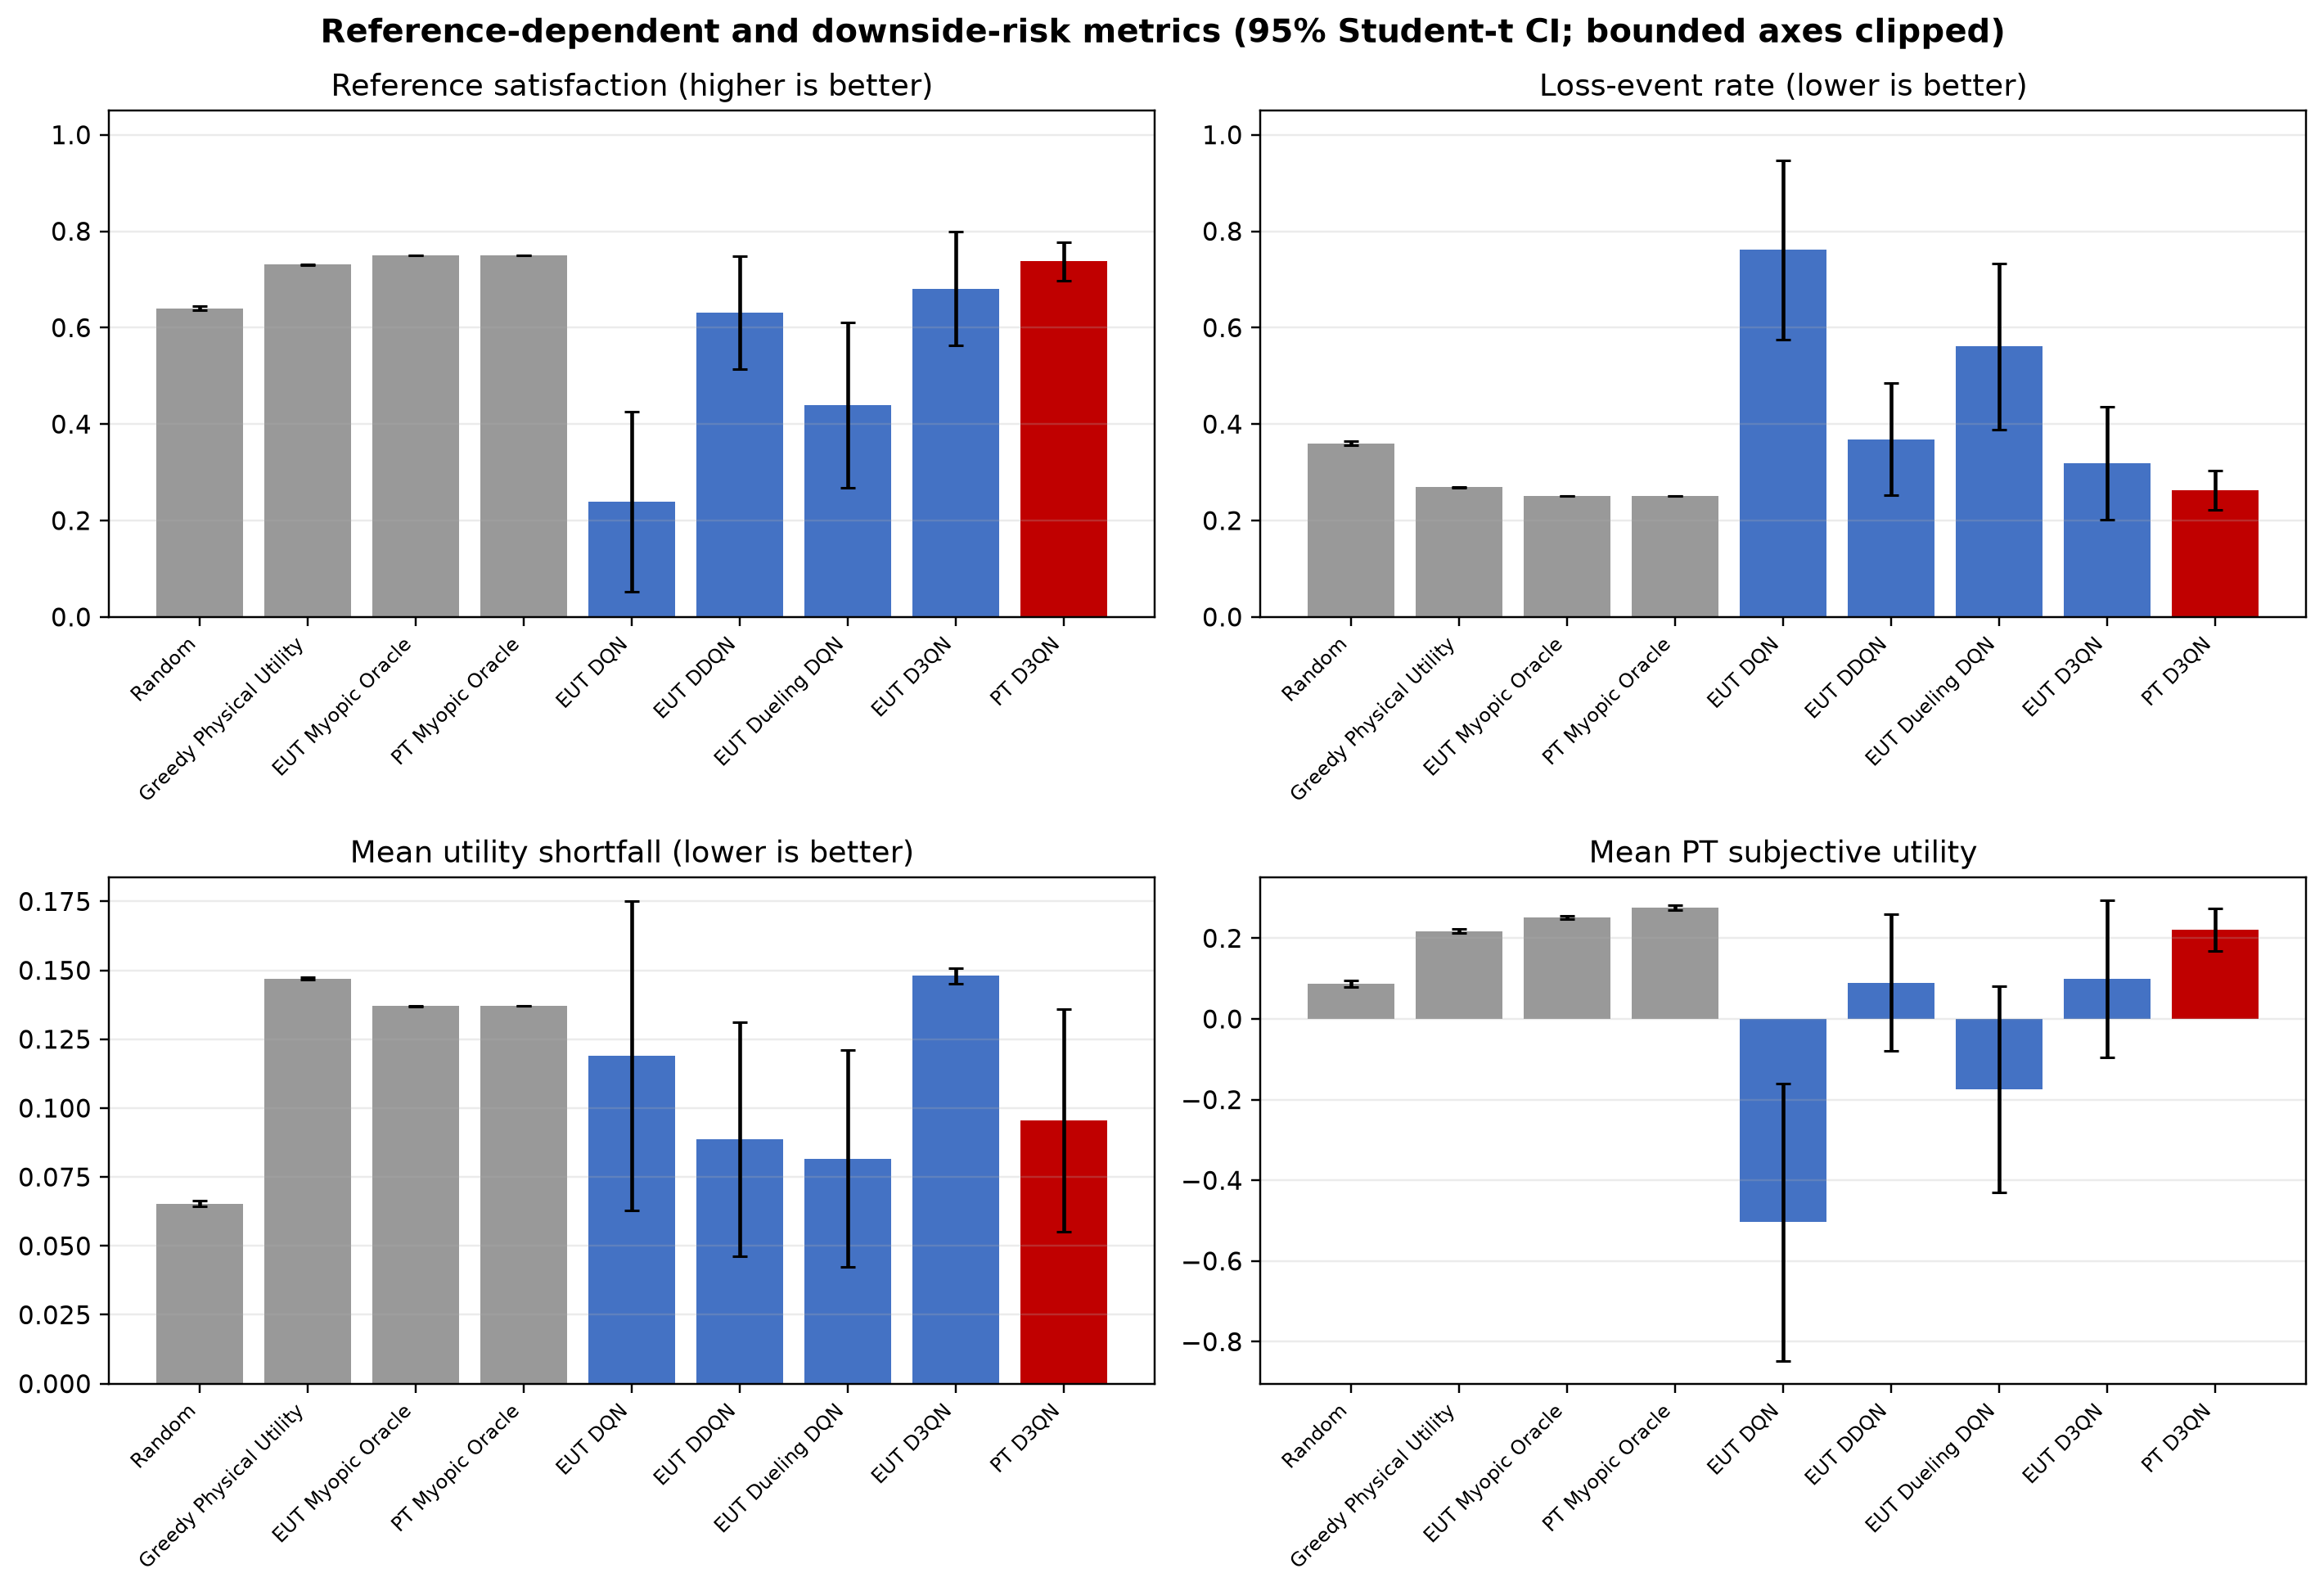 Reference-dependent and downside-risk metrics (95% Student-t CI; bounded axes clipped)
Reference satisfaction (higher is better)
1.0
0.8
0.6
0.4
0.2
0.0
Random
Greedy Physical Utility
EUT Myopic Oracle
PT Myopic Oracle
EUT DQN
EUT DDQN
EUT Dueling DQN
EUT D3QN
PT D3QN
Loss-event rate (lower is better)
1.0
0.8
0.6
0.4
0.2
0.0
Random
Greedy Physical Utility
EUT Myopic Oracle
PT Myopic Oracle
EUT DQN
EUT DDQN
EUT Dueling DQN
EUT D3QN
PT D3QN
Mean utility shortfall (lower is better)
0.175
0.150
0.125
0.100
0.075
0.050
0.025
0.000
Random
Greedy Physical Utility
EUT Myopic Oracle
PT Myopic Oracle
EUT DQN
EUT DDQN
EUT Dueling DQN
EUT D3QN
PT D3QN
Mean PT subjective utility
0.2
0.0
−0.2
−0.4
−0.6
−0.8
Random
Greedy Physical Utility
EUT Myopic Oracle
PT Myopic Oracle
EUT DQN
EUT DDQN
EUT Dueling DQN
EUT D3QN
PT D3QN